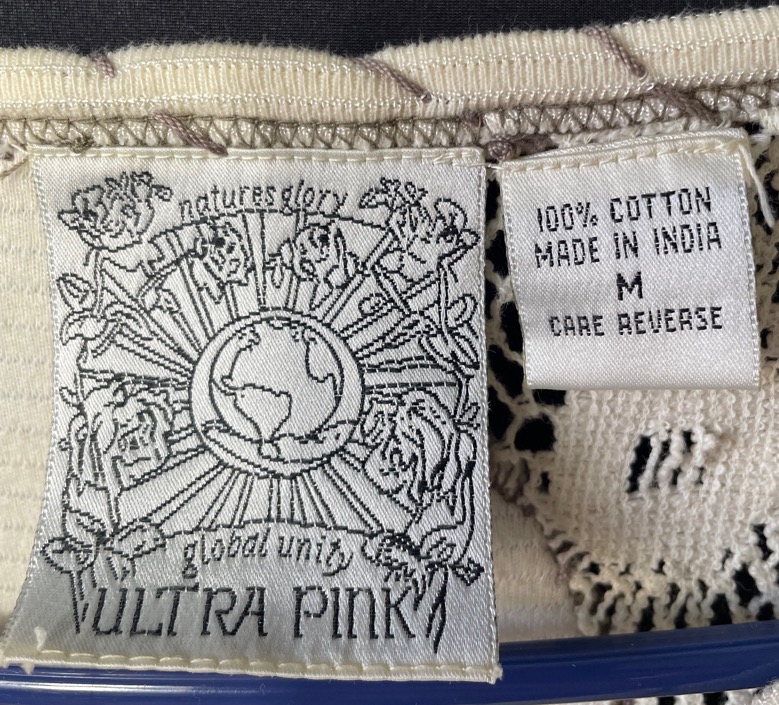 natures glory
global unity
ULTRA PINK
100% COTTON
MADE IN INDIA
M
CARE REVERSE